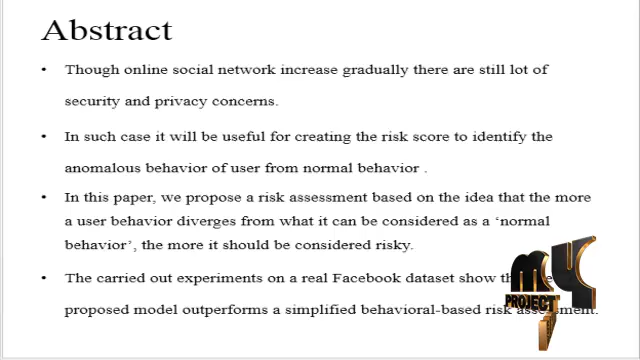 Abstract
• Though online social network increase gradually there are still lot of
security and privacy concerns.
• In such case it will be useful for creating the risk score to identify the
anomalous behavior of user from normal behavior .
• In this paper, we propose a risk assessment based on the idea that the more
a user behavior diverges from what it can be considered as a ‘normal
behavior’, the more it should be considered risky.
• The carried out experiments on a real Facebook dataset show
proposed model outperforms a simplified behavioral-based risk assessment.
MY
PROJECT